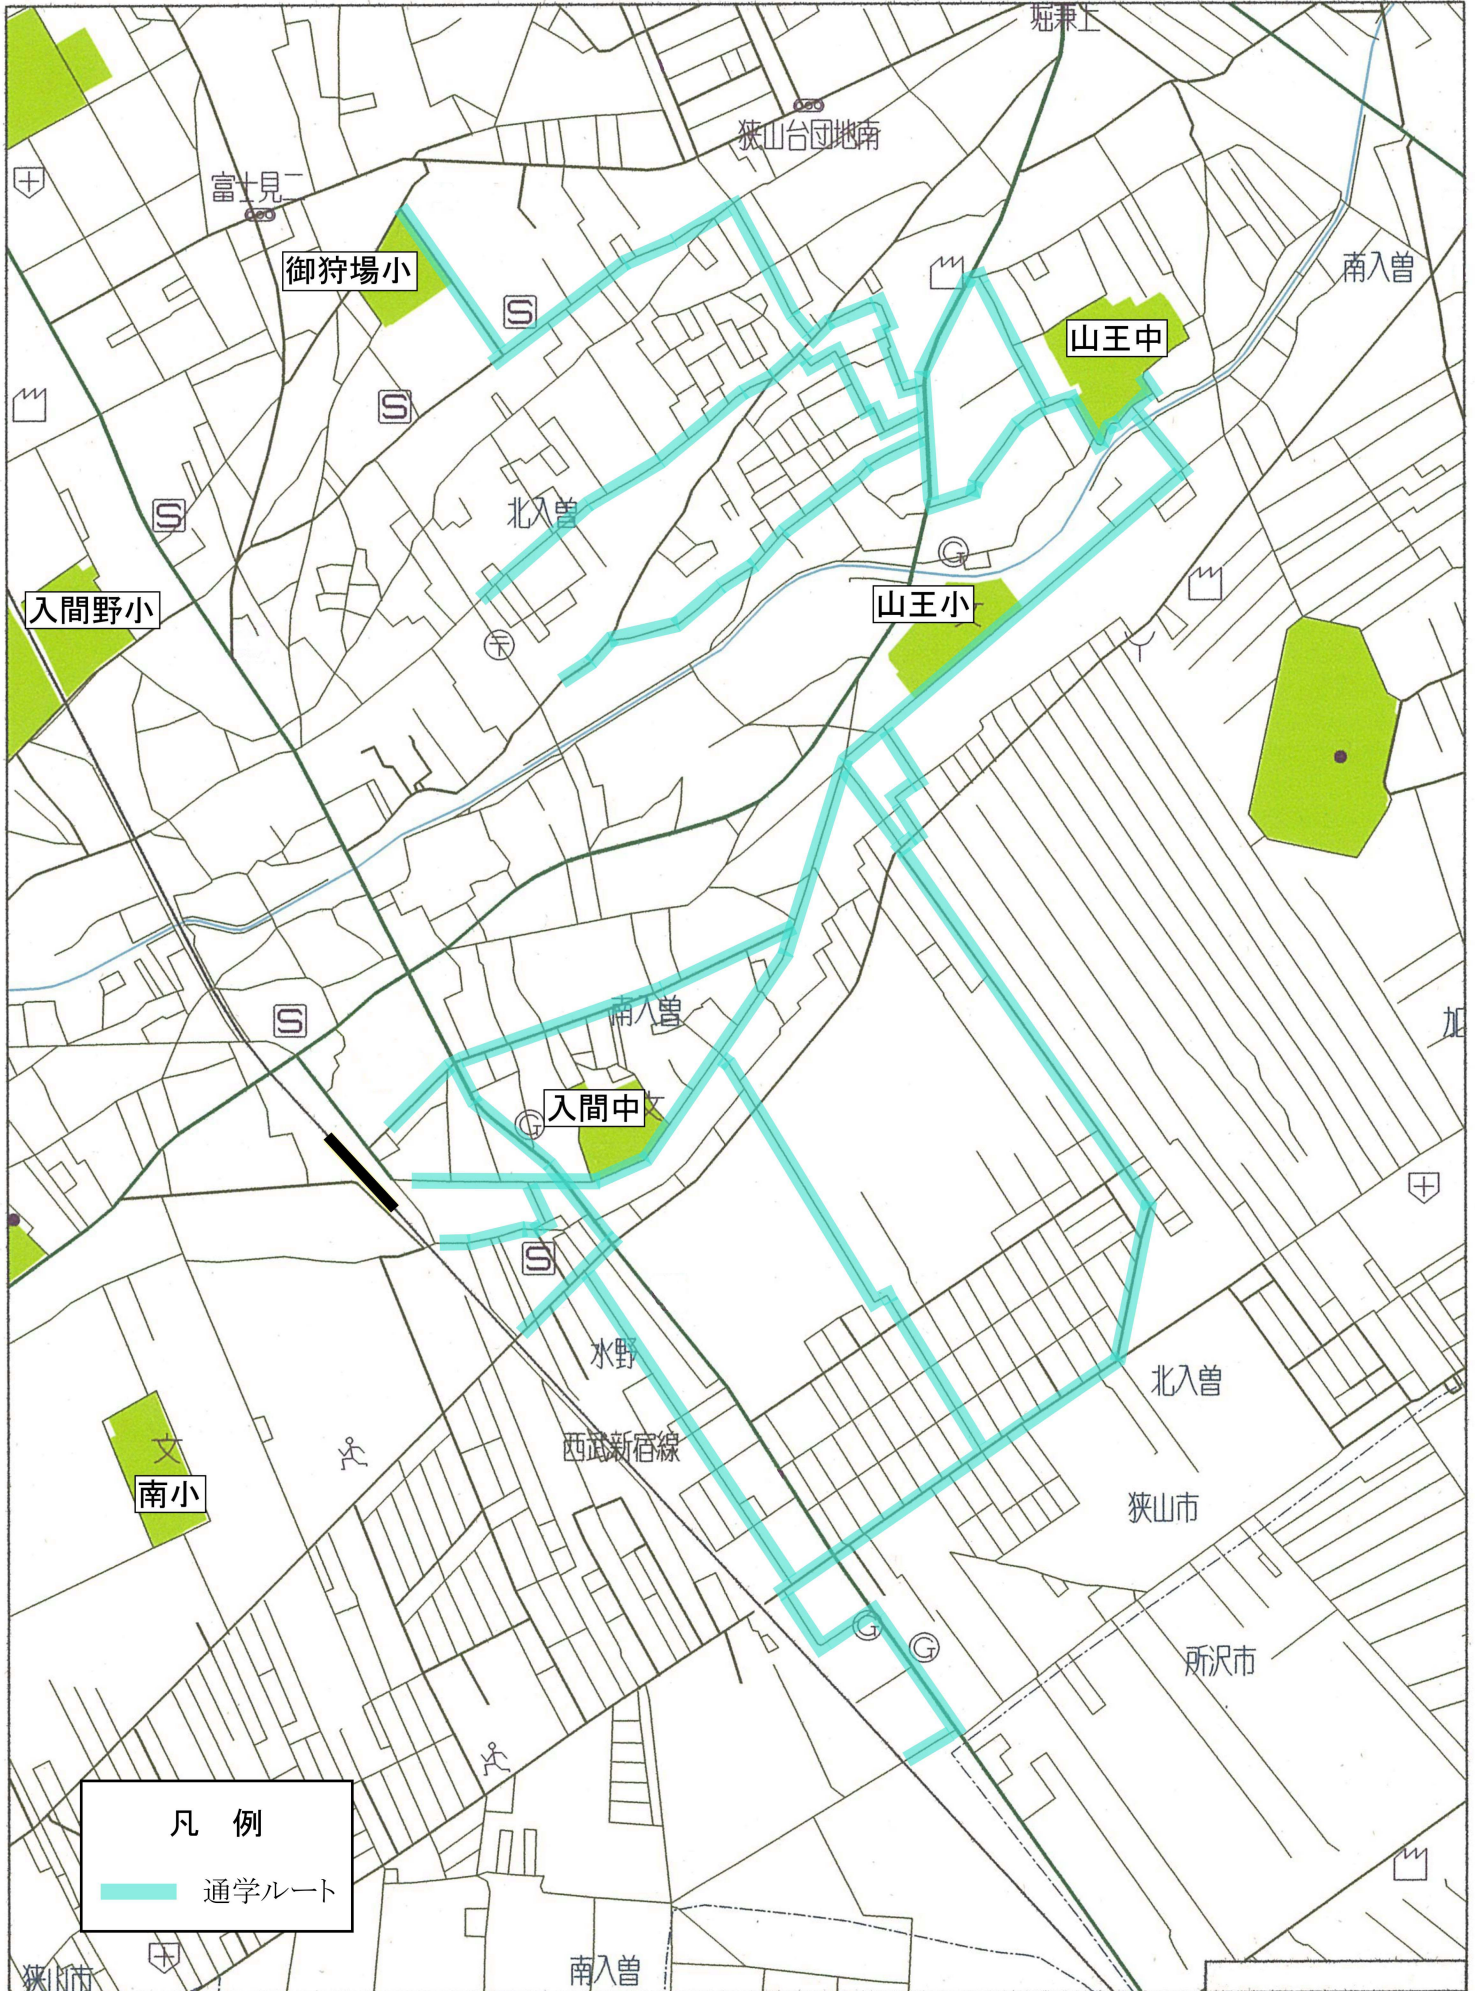 堀兼上
狭山台団地南
富士見二
御狩場小
南入曽
山王中
北入曽
入間野小
山王小
南入曽
入間中
文
水野
北入曽
西武新宿線
文
南小
狭山市
所沢市
凡 例
通学ルート
狭山市
南入曽